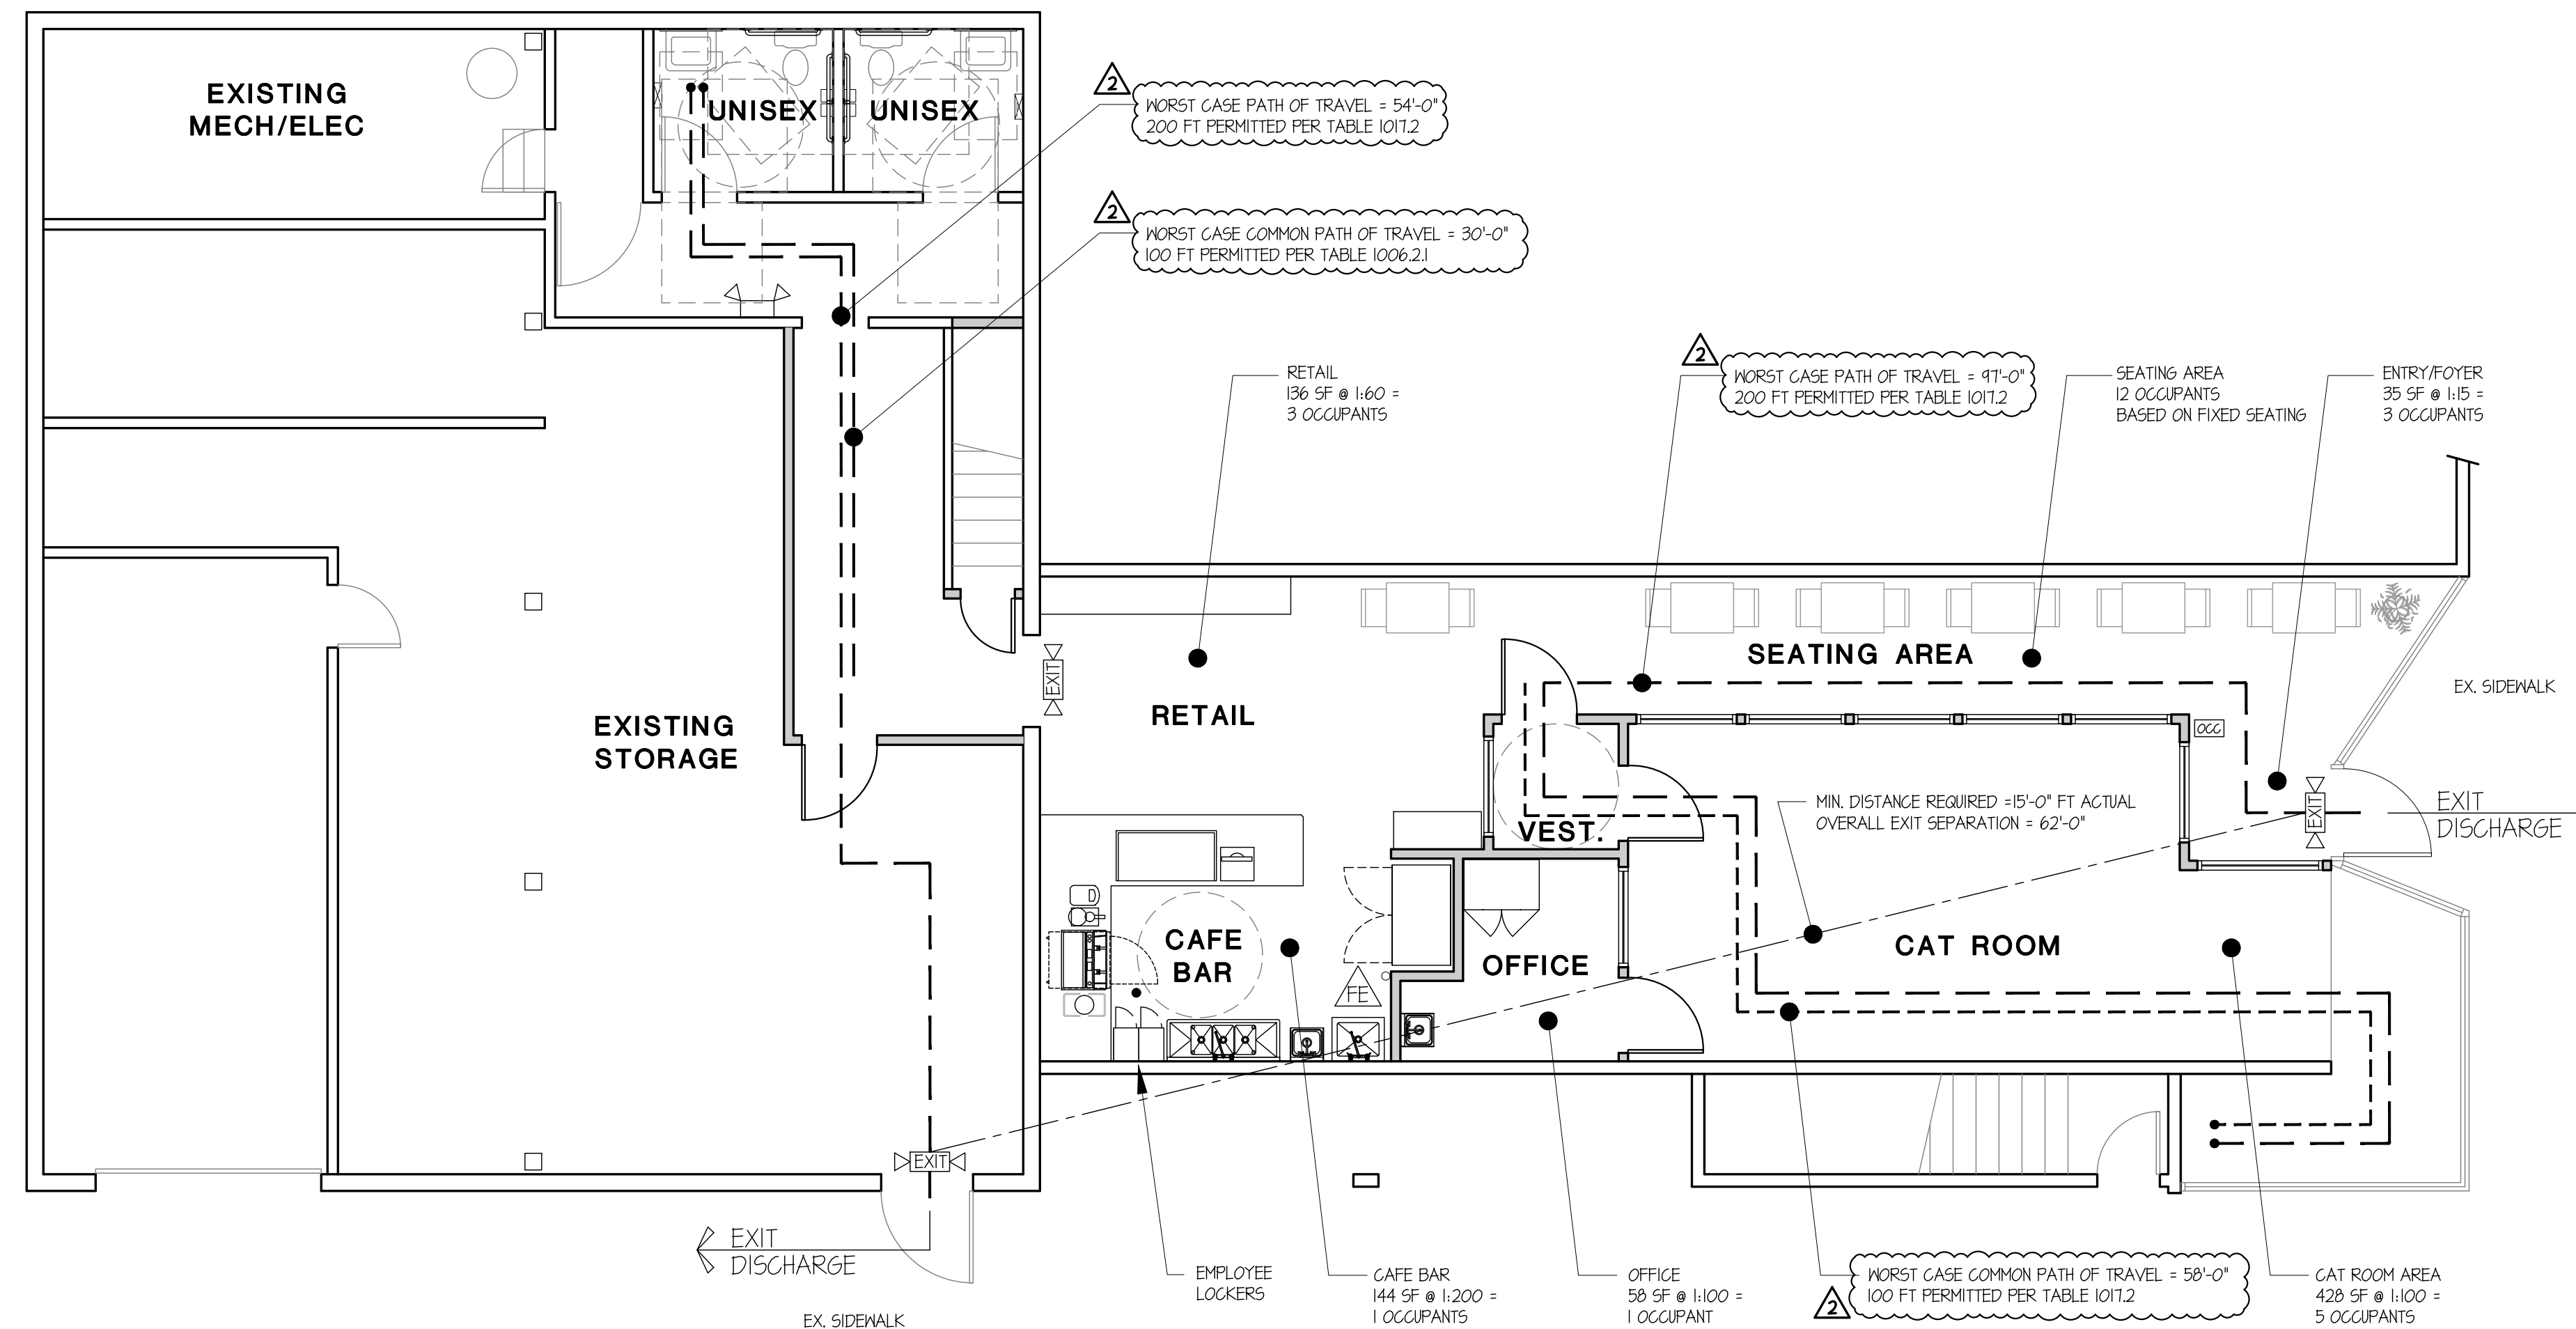 EXISTING
MECH/ELEC
UNISEX
UNISEX
2
WORST CASE PATH OF TRAVEL = 54'-0"
200 FT PERMITTED PER TABLE 1017.2
2
WORST CASE COMMON PATH OF TRAVEL = 30'-0"
100 FT PERMITTED PER TABLE 1006.2.1
RETAIL
136 SF @ 1:60 =
3 OCCUPANTS
2
WORST CASE PATH OF TRAVEL = 97'-0"
200 FT PERMITTED PER TABLE 1017.2
SEATING AREA
12 OCCUPANTS
BASED ON FIXED SEATING
ENTRY/FOYER
35 SF @ 1:15 =
3 OCCUPANTS
EXISTING
STORAGE
EXIT
RETAIL
SEATING AREA
EX. SIDEWALK
OCC
VEST.
MIN. DISTANCE REQUIRED =15'-0" FT ACTUAL
OVERALL EXIT SEPARATION = 62'-0"
EXIT
EXIT
DISCHARGE
CAFE
BAR
FE
OFFICE
CAT ROOM
EXIT
EXIT
DISCHARGE
EX. SIDEWALK
EMPLOYEE
LOCKERS
CAFE BAR
144 SF @ 1:200 =
1 OCCUPANTS
OFFICE
58 SF @ 1:100 =
1 OCCUPANT
2
WORST CASE COMMON PATH OF TRAVEL = 58'-0"
100 FT PERMITTED PER TABLE 1017.2
CAT ROOM AREA
428 SF @ 1:100 =
5 OCCUPANTS